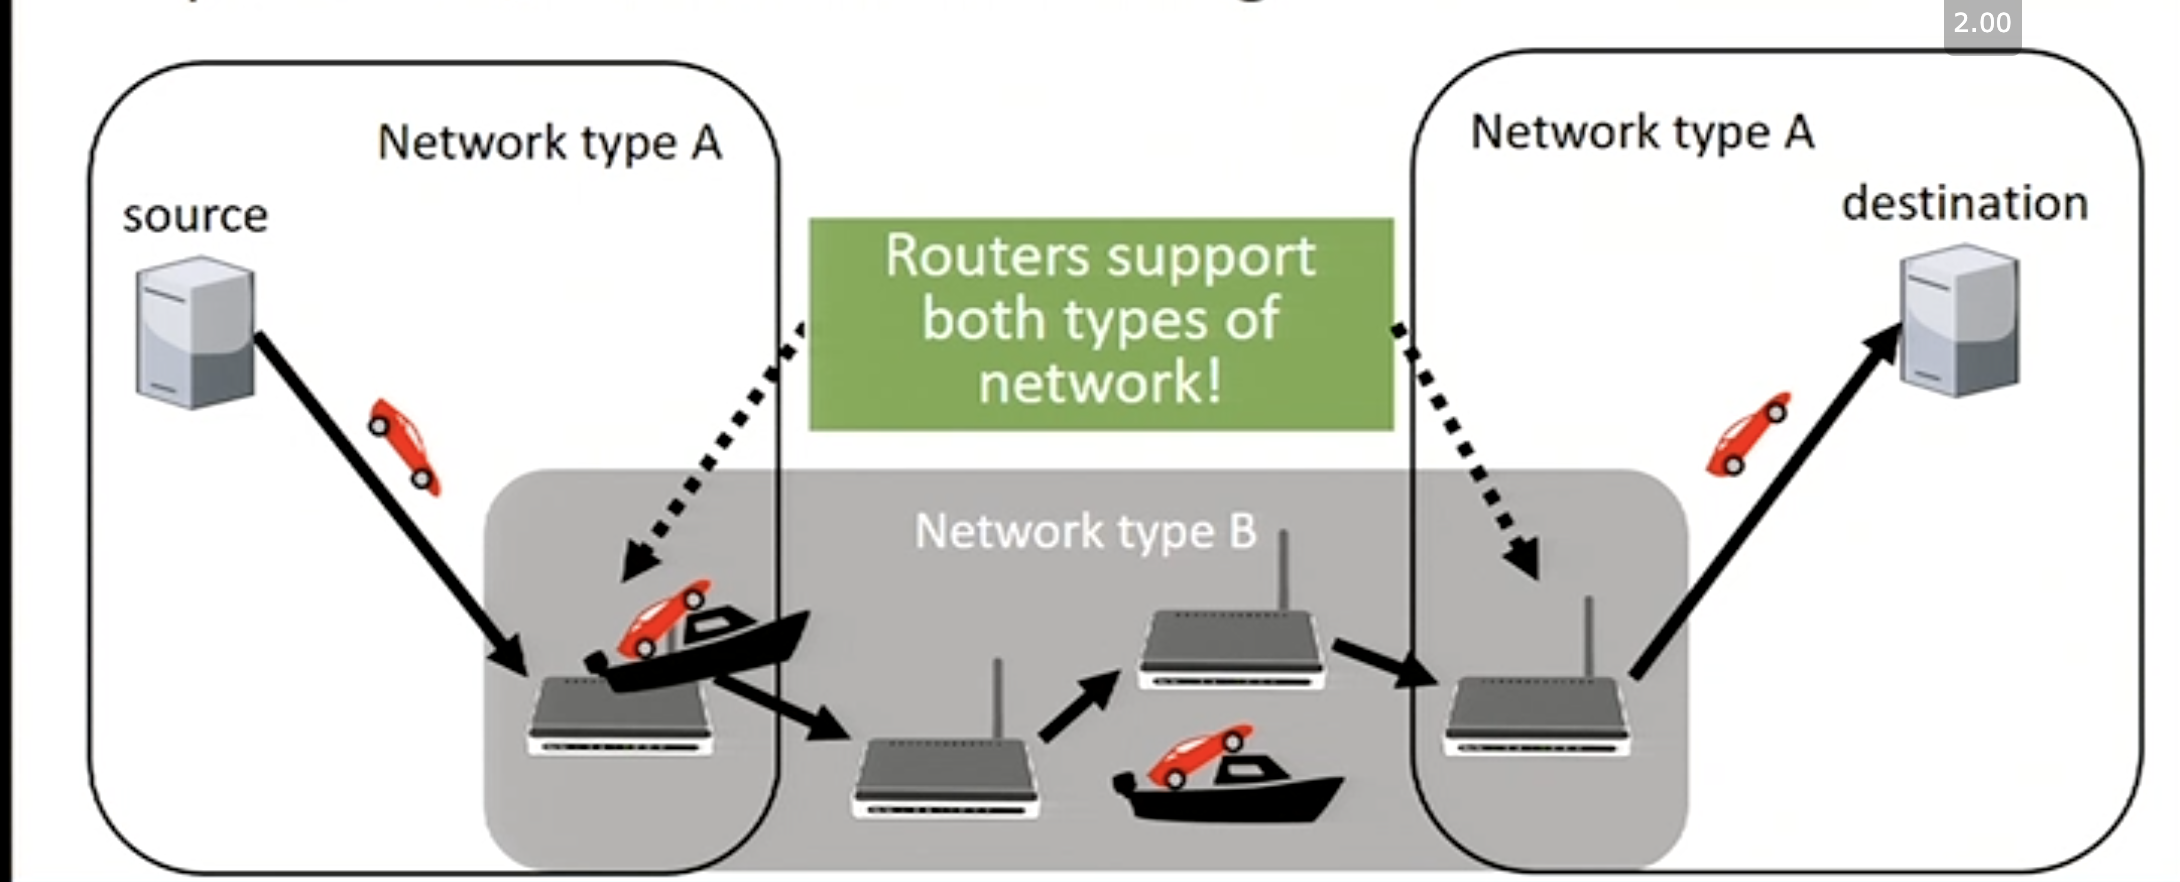 2.00
Network type A
Network type A
source
destination
Routers support
both types of
network!
Network type B